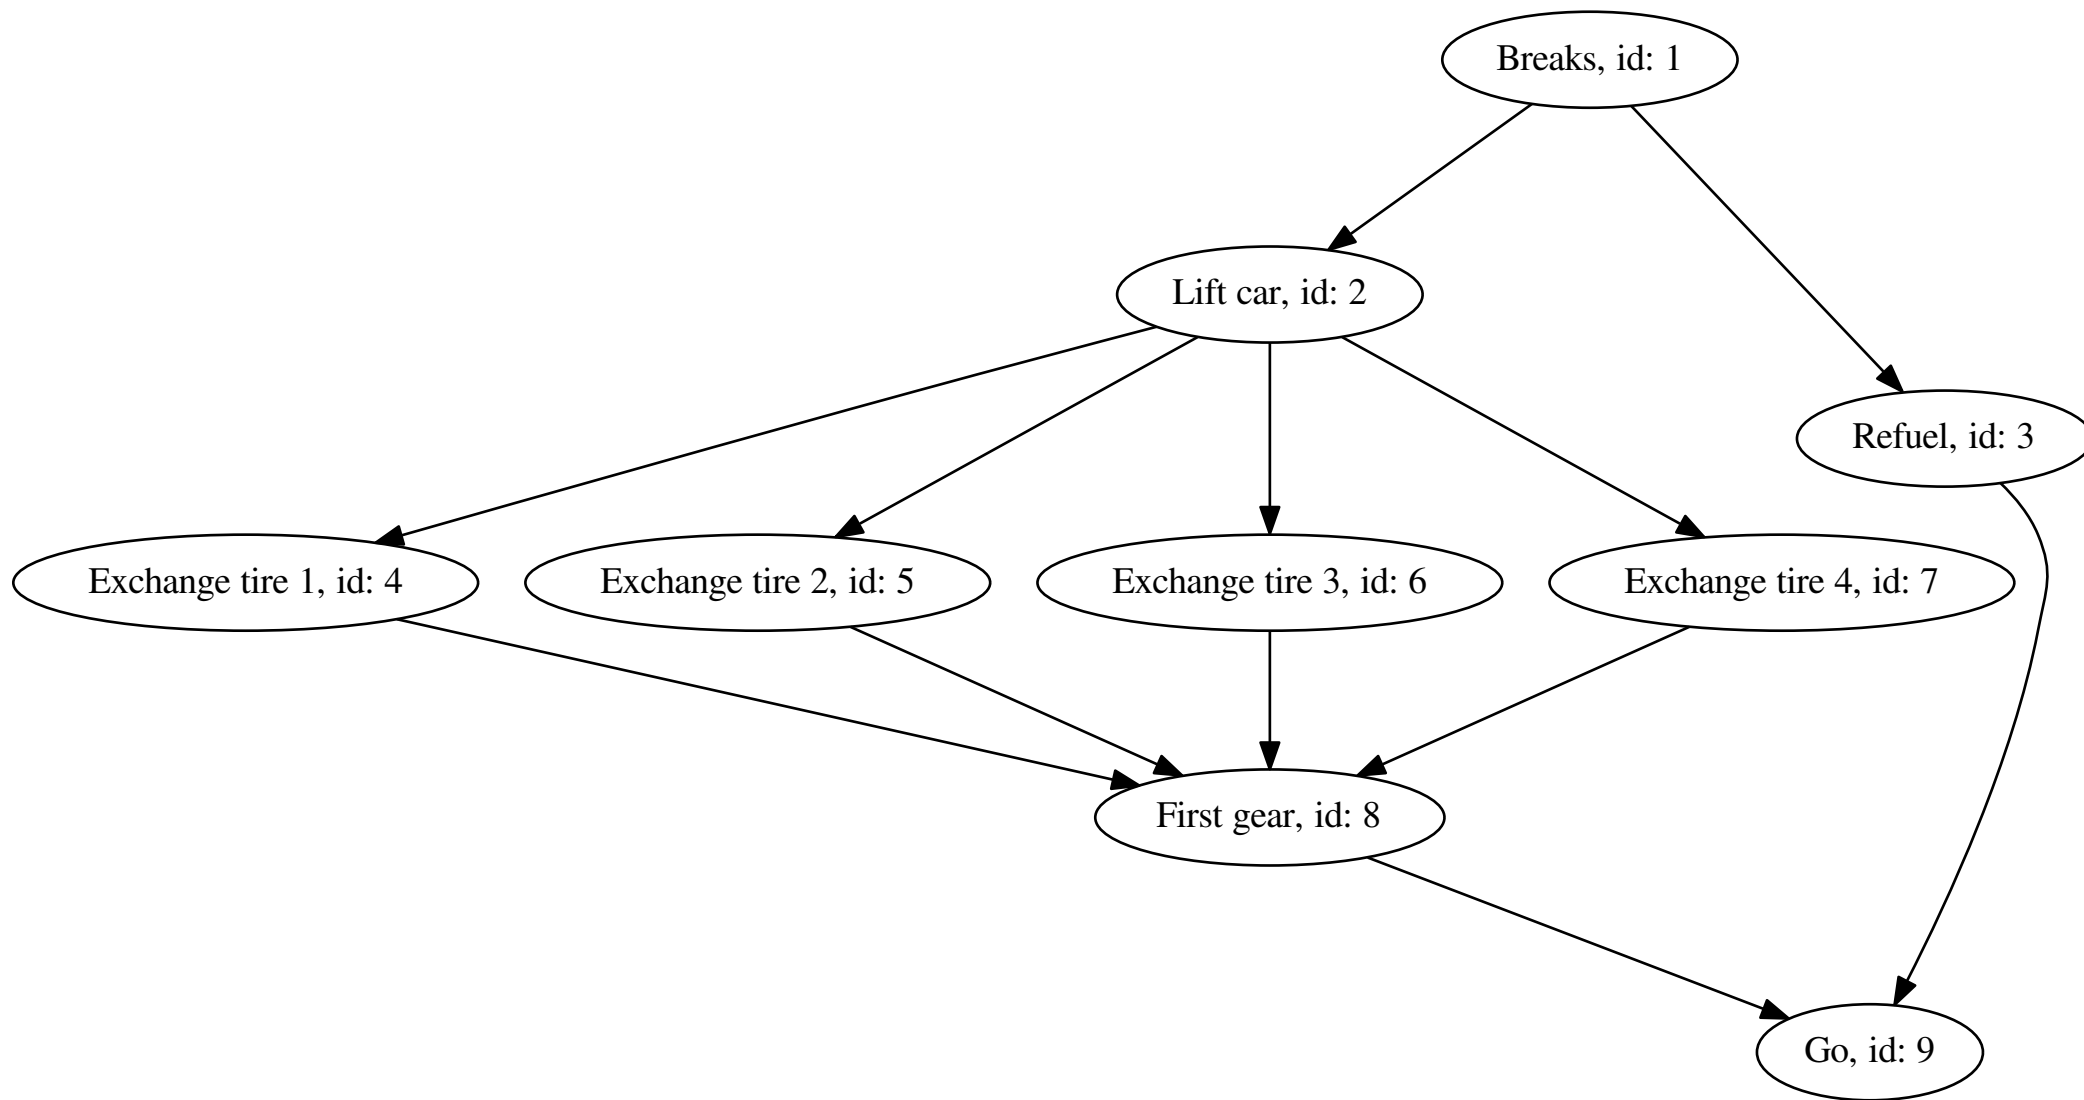 Breaks, id: 1
Lift car, id: 2
Refuel, id: 3
Exchange tire 1, id: 4
Exchange tire 2, id: 5
Exchange tire 3, id: 6
Exchange tire 4, id: 7
First gear, id: 8
Go, id: 9